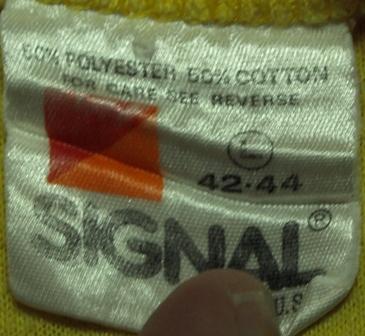 50% POLYESTER 50% COTTON
FOR CARE SEE REVERSE
L
42-44
SIGNAL®
U.S